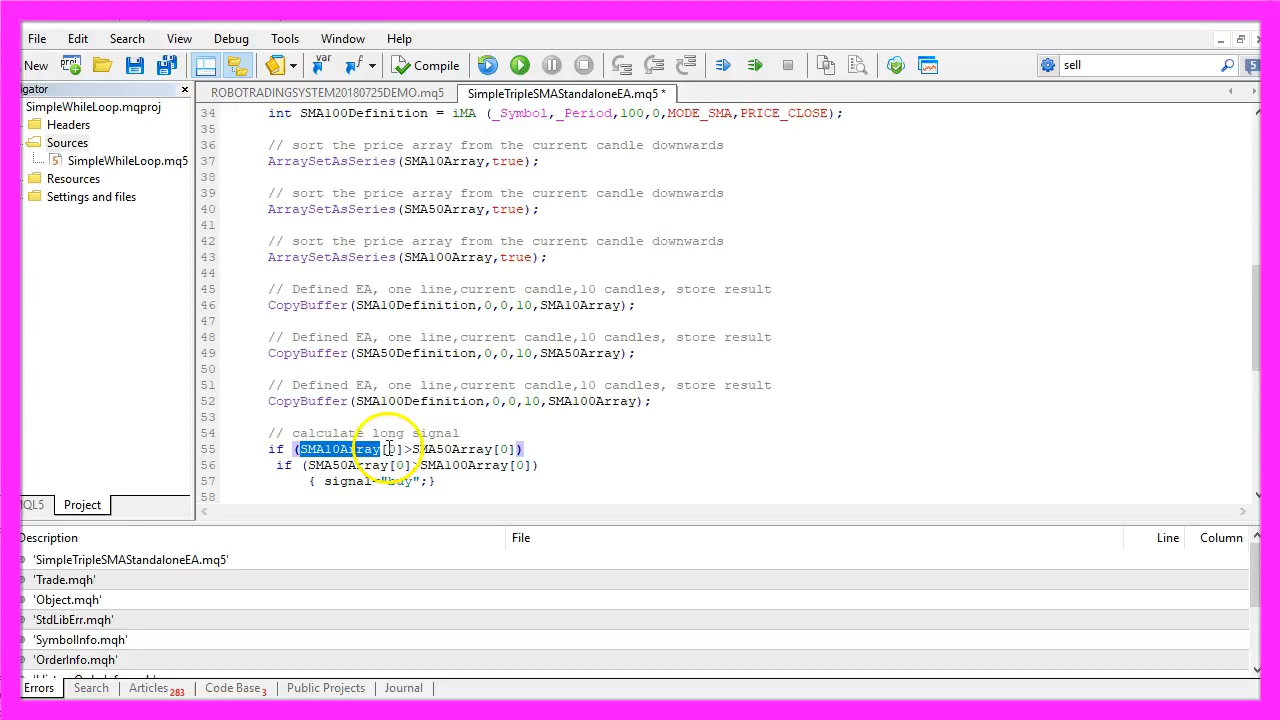 File Edit Search View Debug Tools Window Help
New var Compile sell 5
gator
ROBOTRADINGSYSTEM20180725DEMO.mq5 SimpleTripleSMAStandaloneEA.mq5 *
SimpleWhileLoop.mqproj
Headers
Sources
SimpleWhileLoop.mq5
Resources
Settings and files
34 int SMA100Definition = iMA (_Symbol,_Period,100,0,MODE_SMA,PRICE_CLOSE);
35
36 // sort the price array from the current candle downwards
37 ArraySetAsSeries(SMA10Array,true);
38
39 // sort the price array from the current candle downwards
40 ArraySetAsSeries(SMA50Array,true);
41
42 // sort the price array from the current candle downwards
43 ArraySetAsSeries(SMA100Array,true);
44
45 // Defined EA, one line,current candle,10 candles, store result
46 CopyBuffer(SMA10Definition,0,0,10,SMA10Array);
47
48 // Defined EA, one line,current candle,10 candles, store result
49 CopyBuffer(SMA50Definition,0,0,10,SMA50Array);
50
51 // Defined EA, one line,current candle,10 candles, store result
52 CopyBuffer(SMA100Definition,0,0,10,SMA100Array);
53
54 // calculate long signal
55 if (SMA10Array[0]>SMA50Array[0])
56 if (SMA50Array[0]>SMA100Array[0])
57 { signal="buy";}
58
MQL5 Project
Description File Line Column
'SimpleTripleSMAStandaloneEA.mq5'
'Trade.mqh'
'Object.mqh'
'StdLibErr.mqh'
'SymbolInfo.mqh'
'OrderInfo.mqh'
Errors Search Articles 283 Code Base 3 Public Projects Journal